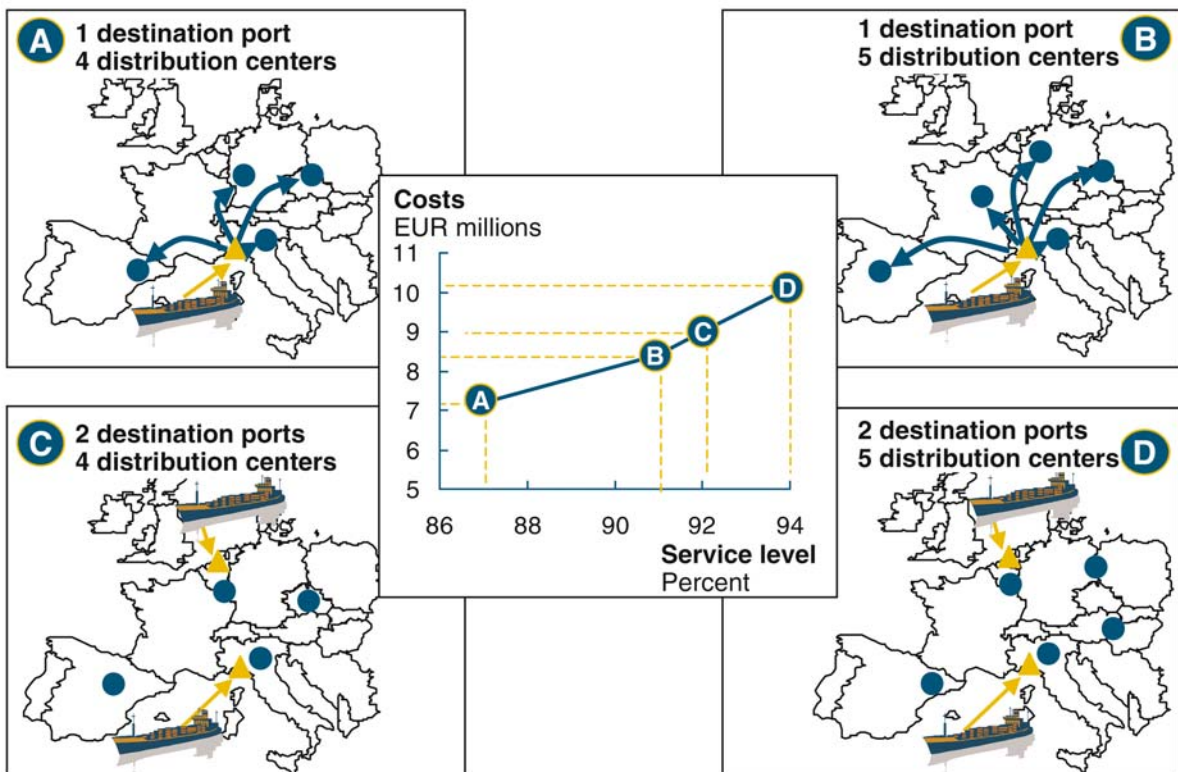 A
1 destination port
4 distribution centers
B
1 destination port
5 distribution centers
Costs
EUR millions
11
10
9
8
7
6
5
A
B
C
D
86 88 90 92 94
Service level
Percent
C
2 destination ports
4 distribution centers
D
2 destination ports
5 distribution centers